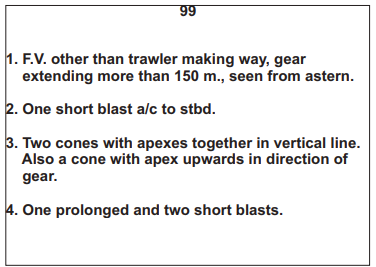 99
1. F.V. other than trawler making way, gear
extending more than 150 m., seen from astern.
2. One short blast a/c to stbd.
3. Two cones with apexes together in vertical line.
Also a cone with apex upwards in direction of
gear.
4. One prolonged and two short blasts.